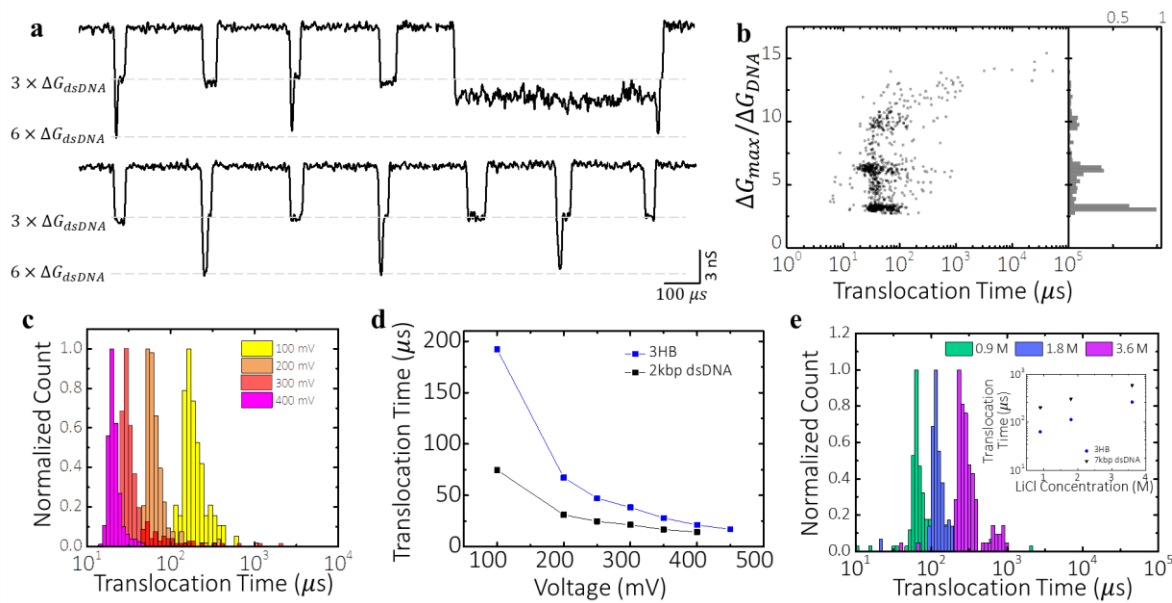 a
3 × ΔG_dsDNA
6 × ΔG_dsDNA
3 × ΔG_dsDNA
6 × ΔG_dsDNA
3 nS
100 μs
b
0.5 1
15
10
5
0
ΔG_max/ΔG_DNA
10^0 10^1 10^2 10^3 10^4 10^5
Translocation Time (μs)
c
100 mV
200 mV
300 mV
400 mV
1.0
0.8
0.6
0.4
0.2
0.0
Normalized Count
10^1 10^2 10^3 10^4
Translocation Time (μs)
d
3HB
2kbp dsDNA
200
150
100
50
0
Translocation Time (μs)
100 200 300 400 500
Voltage (mV)
e
0.9 M 1.8 M 3.6 M
1.2
1.0
0.8
0.6
0.4
0.2
0.0
Normalized Count
10^1 10^2 10^3 10^4 10^5
Translocation Time (μs)
10^3
10^2
10^1
Translocation
Time (μs)
3HB
7kbp dsDNA
1 2 3 4
LiCl Concentration (M)